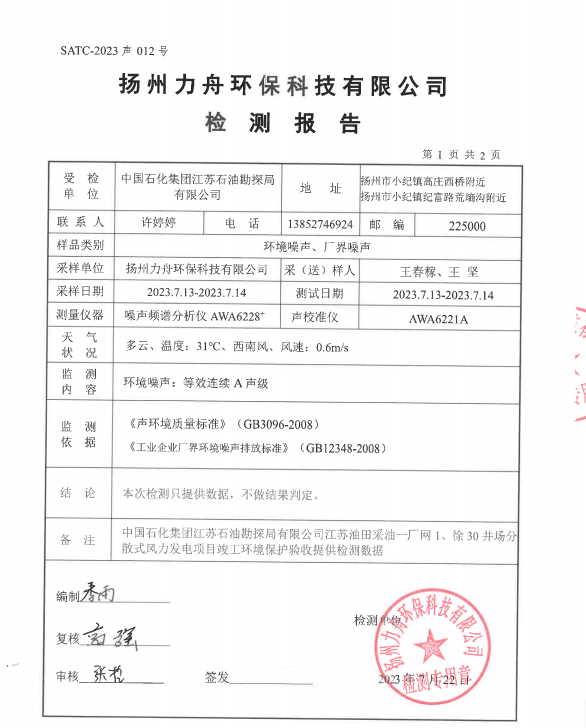 SATC-2023 声 012 号
扬州力舟环保科技有限公司
检 测 报 告
第 1 页 共 2 页
受 检 单 位 中国石化集团江苏石油勘探局有限公司 地 址 扬州市小纪镇高庄西桥附近 扬州市小纪镇纪富路荒墒沟附近
联 系 人 许婷婷 电 话 13852746924 邮 编 225000
样品类别 环境噪声、厂界噪声
采样单位 扬州力舟环保科技有限公司 采（送）样人 王春稼、王 坚
采样日期 2023.7.13-2023.7.14 测试日期 2023.7.13-2023.7.14
测量仪器 噪声频谱分析仪 AWA6228+ 声校准仪 AWA6221A
天 气 状 况 多云、温度：31℃、西南风、风速：0.6m/s
监 测 内 容 环境噪声：等效连续 A 声级
监 测 依 据 《声环境质量标准》（GB3096-2008）
《工业企业厂界环境噪声排放标准》（GB12348-2008）
结 论 本次检测只提供数据，不做结果判定。
备 注 中国石化集团江苏石油勘探局有限公司江苏油田采油一厂网 1、徐 30 井场分
散式风力发电项目竣工环境保护验收提供检测数据
编制
复核
审核
签发
检测单位
扬州力舟环保科技有限公司
检测专用章
2023 年 7 月 22 日